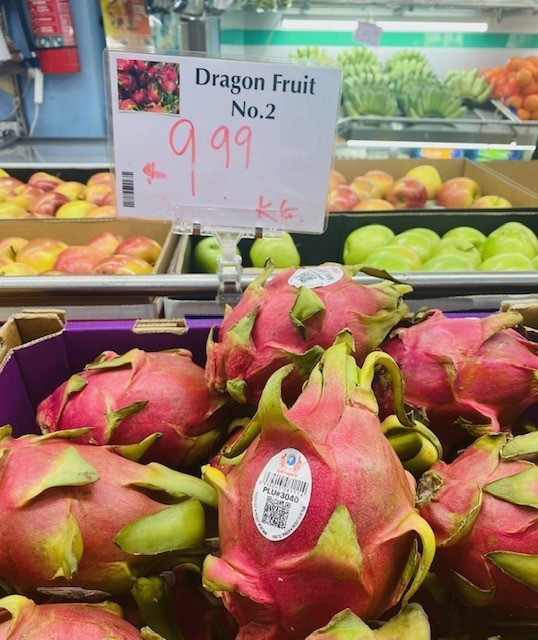 Dragon Fruit
No.2
9.99
KG.
PLU#3040